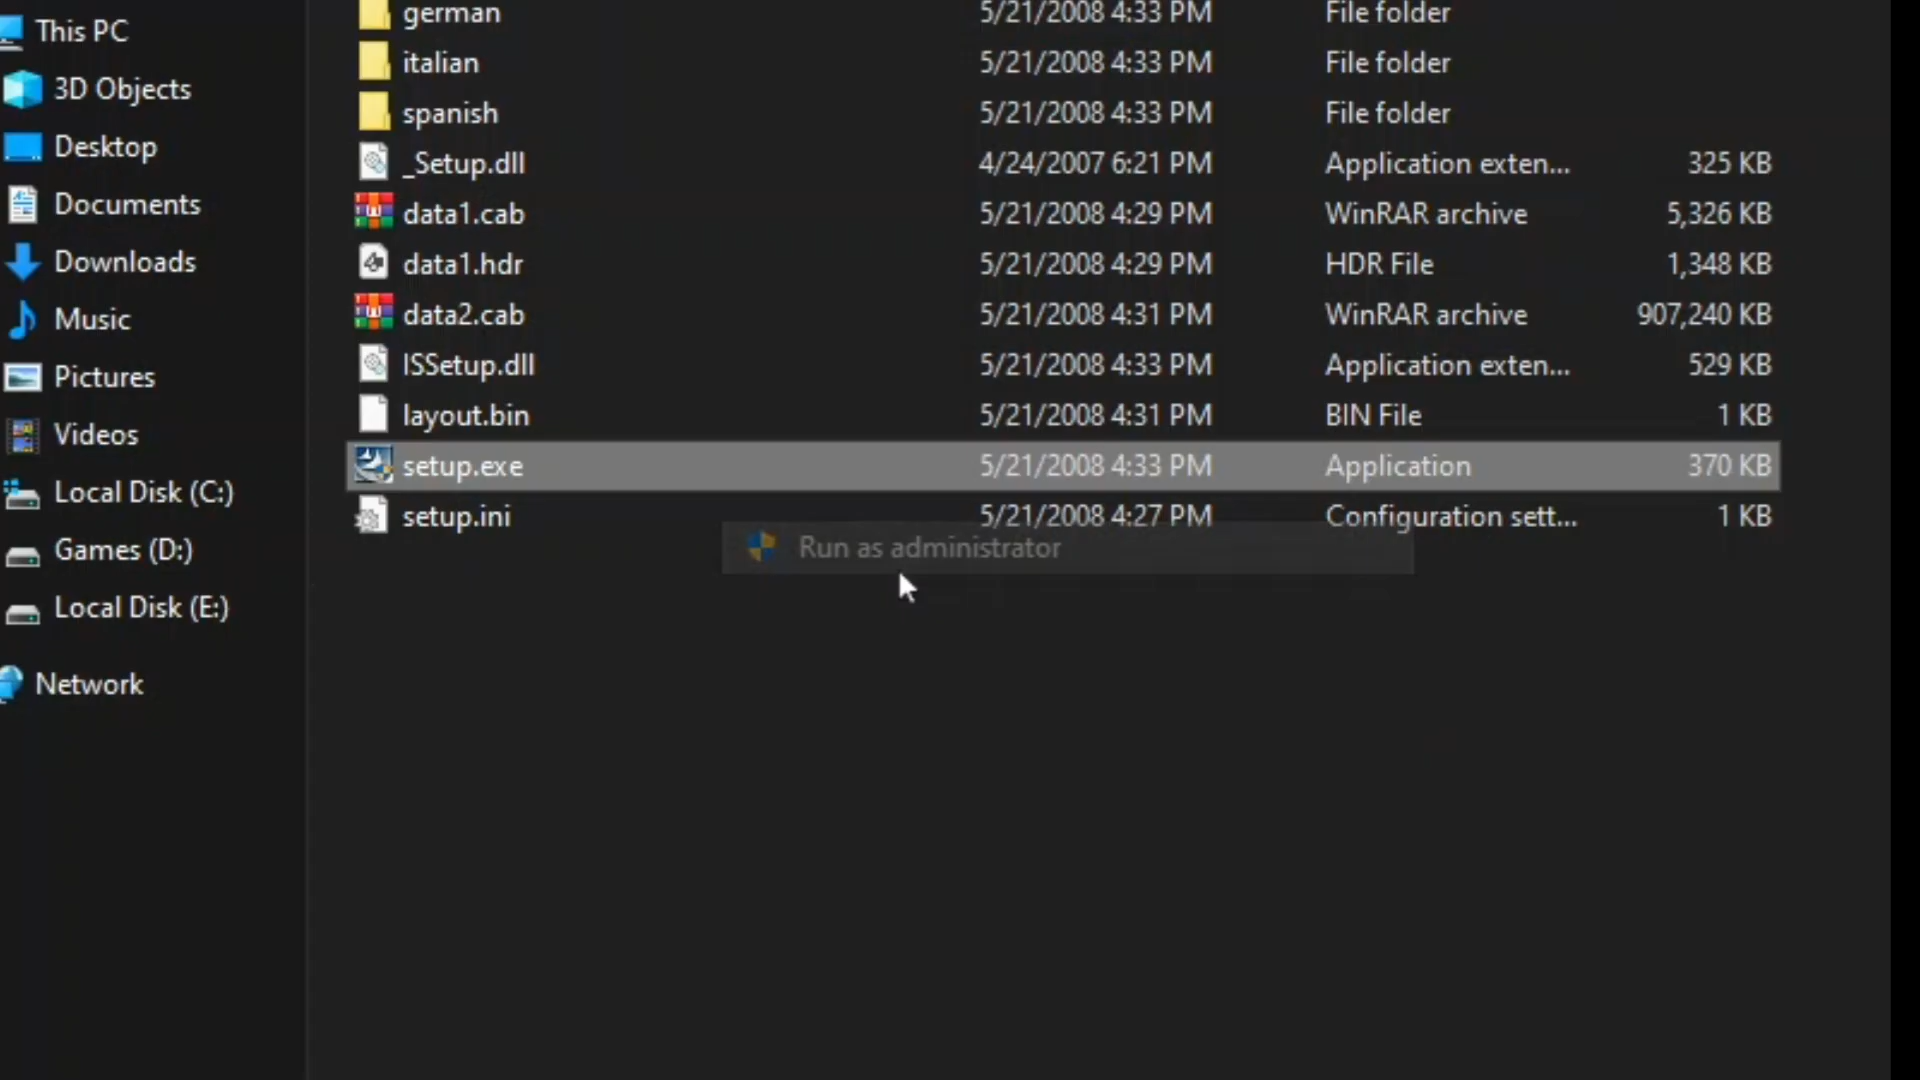 This PC
3D Objects
Desktop
Documents
Downloads
Music
Pictures
Videos
Local Disk (C:)
Games (D:)
Local Disk (E:)
Network
german 5/21/2008 4:33 PM File folder
italian 5/21/2008 4:33 PM File folder
spanish 5/21/2008 4:33 PM File folder
_Setup.dll 4/24/2007 6:21 PM Application exten... 325 KB
data1.cab 5/21/2008 4:29 PM WinRAR archive 5,326 KB
data1.hdr 5/21/2008 4:29 PM HDR File 1,348 KB
data2.cab 5/21/2008 4:31 PM WinRAR archive 907,240 KB
ISSetup.dll 5/21/2008 4:33 PM Application exten... 529 KB
layout.bin 5/21/2008 4:31 PM BIN File 1 KB
setup.exe 5/21/2008 4:33 PM Application 370 KB
setup.ini 5/21/2008 4:27 PM Configuration sett... 1 KB
Run as administrator